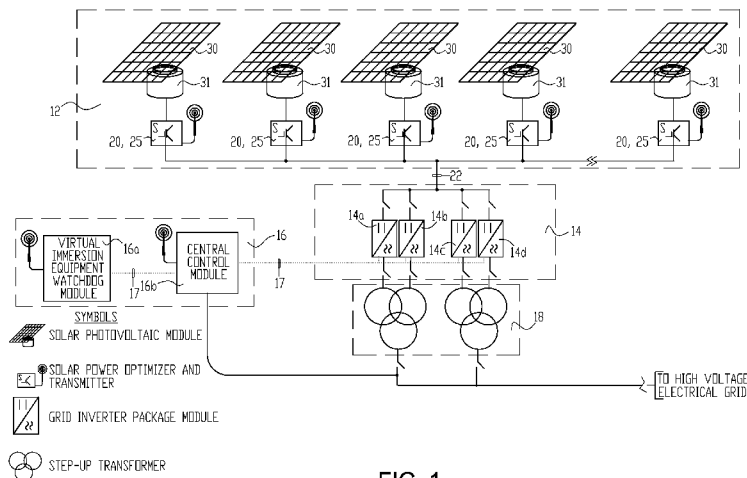 30 30 30 30 30
31 31 31 31 31
12
S S S S S
20, 25 20, 25 20, 25 20, 25 20, 25
22
14a 14b 14c 14d
14
VIRTUAL
IMMERSION
EQUIPMENT
WATCHDOG
MODULE
16a
CENTRAL
CONTROL
MODULE
16b
16
17
17
18
SYMBOLS
SOLAR PHOTOVOLTAIC MODULE
SOLAR POWER OPTIMIZER AND
TRANSMITTER
GRID INVERTER PACKAGE MODULE
STEP-UP TRANSFORMER
TO HIGH VOLTAGE
ELECTRICAL GRID